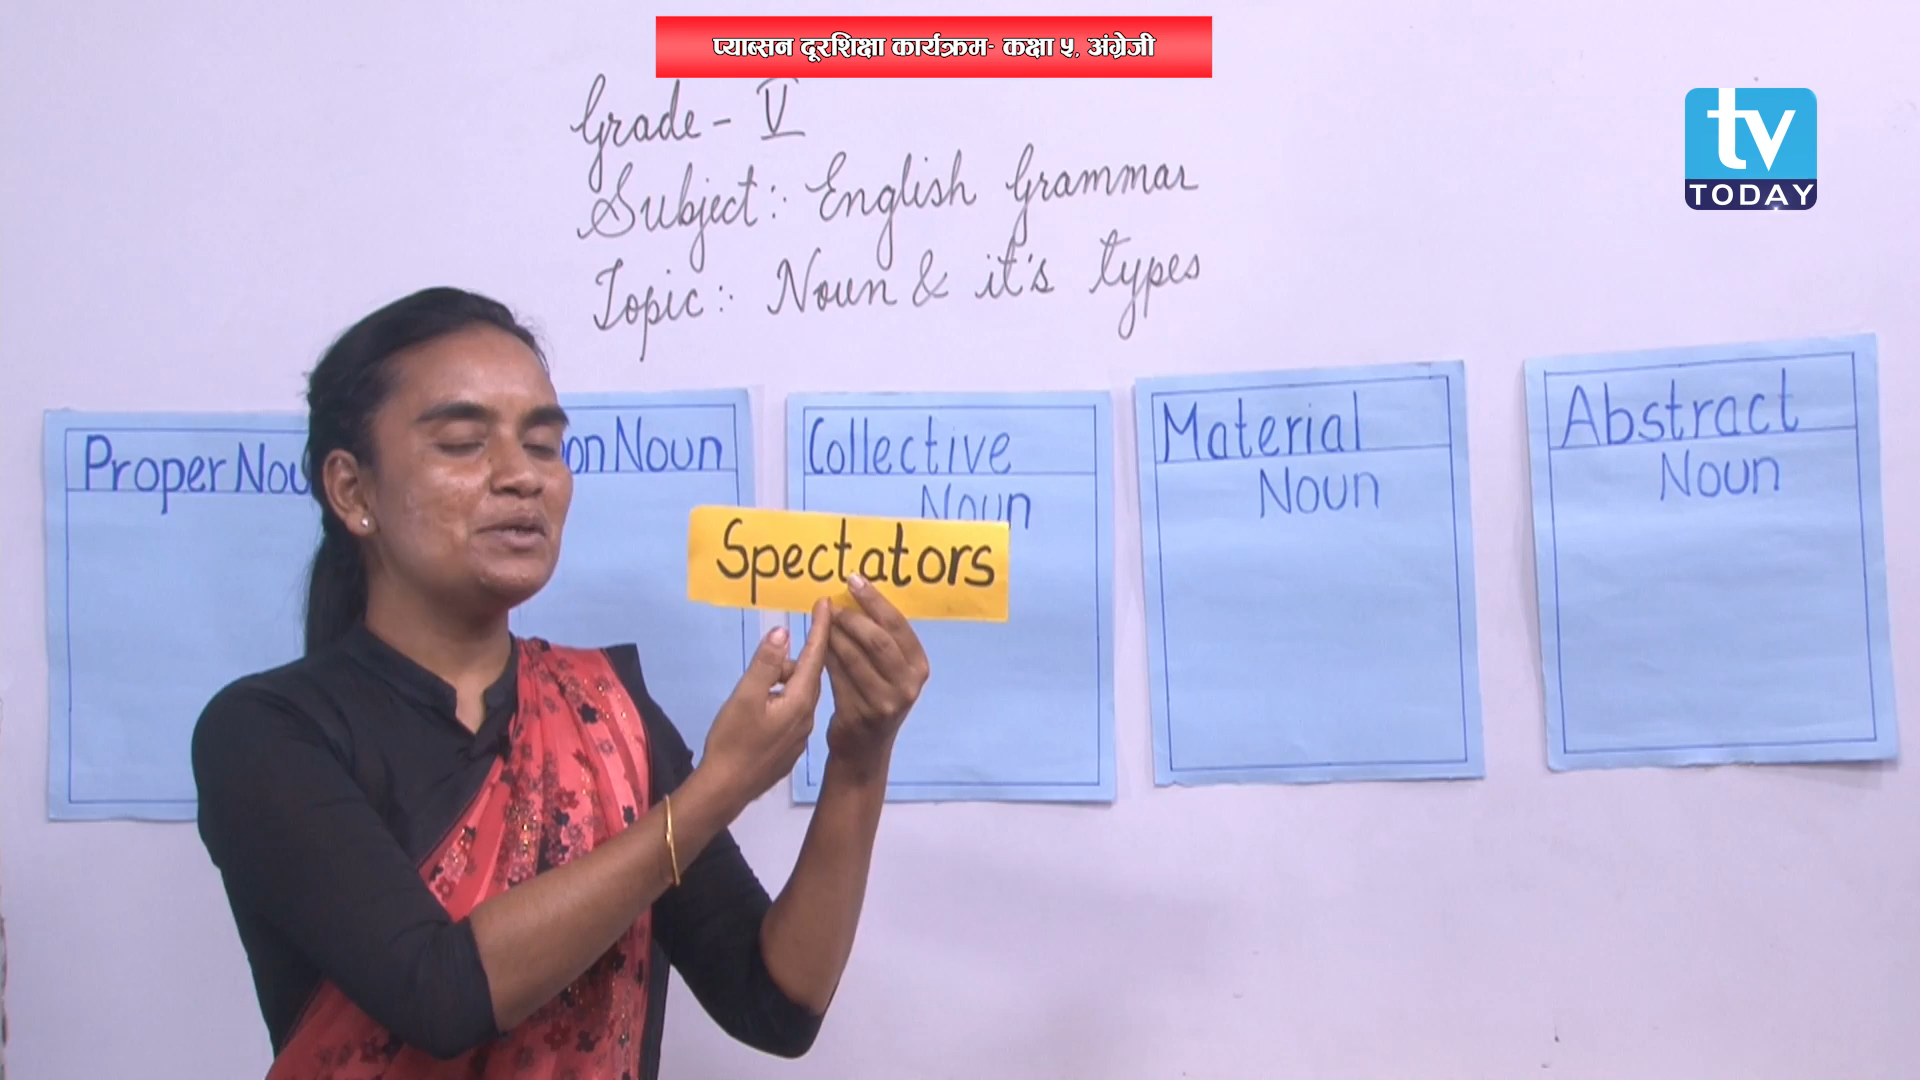 प्याब्सन दूरशिक्षा कार्यक्रम- कक्षा ५, अंग्रेजी
tv
TODAY
Grade - V
Subject:- English Grammar
Topic:- Noun & it's types
Proper Nou
on Noun
Collective
Noun
Material
Noun
Abstract
Noun
Spectators